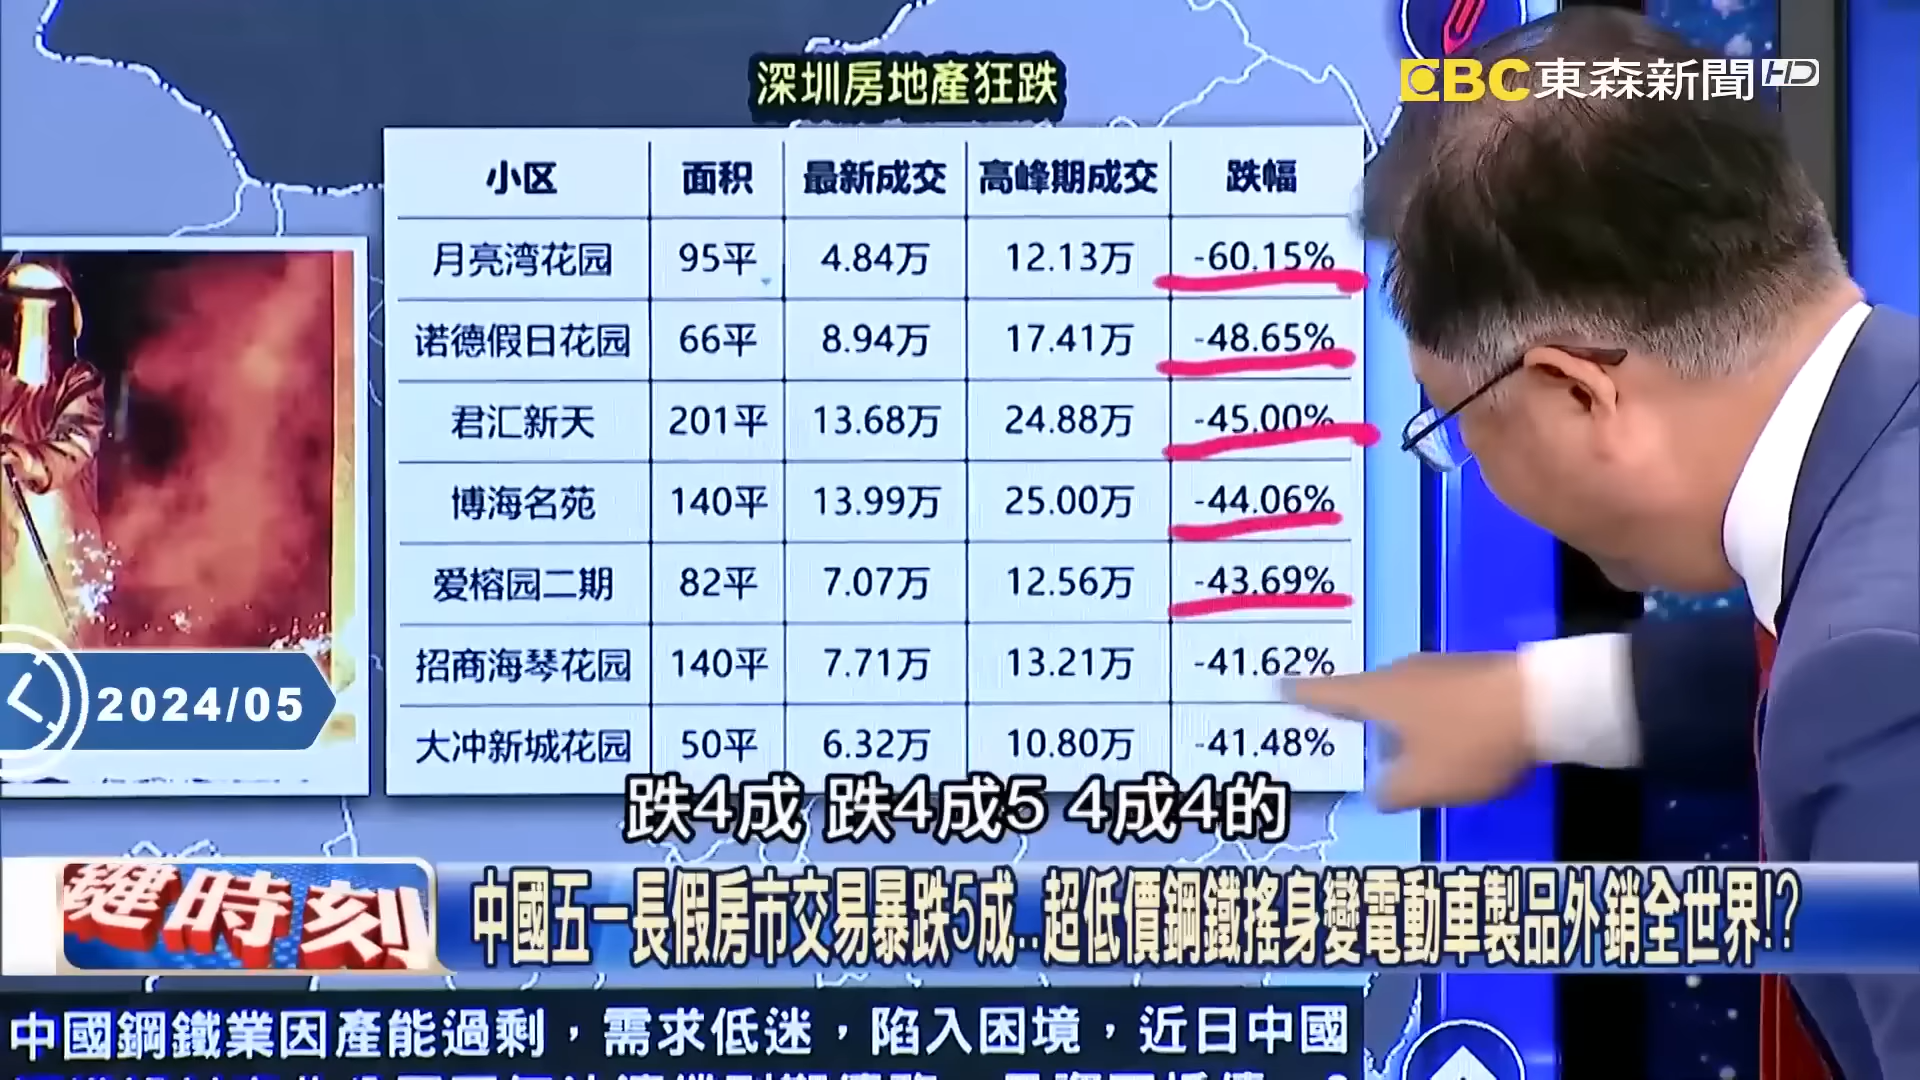 EBC東森新聞HD
深圳房地產狂跌
小区 面积 最新成交 高峰期成交 跌幅
月亮湾花园 95平 4.84万 12.13万 -60.15%
诺德假日花园 66平 8.94万 17.41万 -48.65%
君汇新天 201平 13.68万 24.88万 -45.00%
博海名苑 140平 13.99万 25.00万 -44.06%
爱榕园二期 82平 7.07万 12.56万 -43.69%
招商海琴花园 140平 7.71万 13.21万 -41.62%
大冲新城花园 50平 6.32万 10.80万 -41.48%
2024/05
跌4成 跌4成5 4成4的
鍵時刻
中國五一長假房市交易暴跌5成..超低價鋼鐵搖身變電動車製品外銷全世界!?
中國鋼鐵業因產能過剩，需求低迷，陷入困境，近日中國